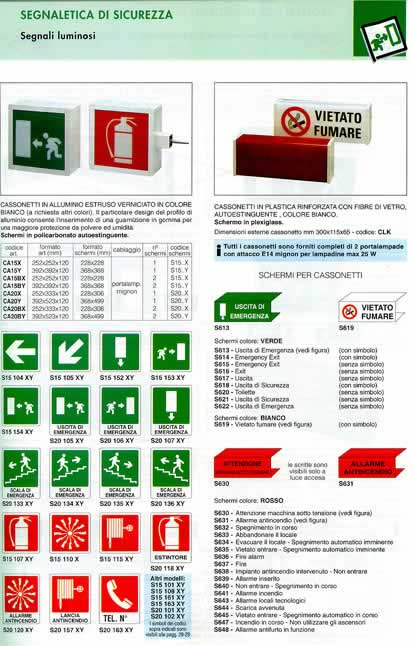 SEGNALETICA DI SICUREZZA
Segnali luminosi
VIETATO
FUMARE
CASSONETTI IN ALLUMINIO ESTRUSO VERNICIATO IN COLORE
BIANCO (a richiesta altri colori). Il particolare design del profilo di
alluminio consente l'inserimento di una guarnizione in gomma per
una maggiore protezione da polvere ed umidità.
Schermi in policarbonato autoestinguente.
codice art. formato art (mm) formato schermi (mm) cablaggio n° schermi codice schermi
CA15X 252x252x120 228x228 1 S15..X
CA15Y 392x392x120 368x368 1 S15..Y
CA15BX 252x252x120 228x228 2 S15..X
CA15BY 392x392x120 368x368 portalamp. 2 S15..Y
CA20X 252x333x120 228x306 mignon 1 S20..X
CA20Y 392x523x120 368x499 1 S20..Y
CA20BX 252x333x120 228x306 2 S20..X
CA20BY 392x523x120 368x499 2 S20..Y
CASSONETTI IN PLASTICA RINFORZATA CON FIBRE DI VETRO,
AUTOESTINGUENTE , COLORE BIANCO.
Schermo in plexiglass.
Dimensioni esterne cassonetto mm 300x115x65 - codice: CLK
i Tutti i cassonetti sono forniti completi di 2 portalampade
con attacco E14 mignon per lampadine max 25 W
SCHERMI PER CASSONETTI
USCITA DI
EMERGENZA
VIETATO
FUMARE
S613 S619
Schermi colore: VERDE
S613 - Uscita di Emergenza (vedi figura) (con simbolo)
S614 - Emergency Exit (con simbolo)
S615 - Emergency Exit (senza simbolo)
S616 - Exit (senza simbolo)
S617 - Uscita (senza simbolo)
S618 - Uscita di Sicurezza (senza simbolo)
S620 - Toilette (senza simbolo)
S621 - Uscita di Sicurezza (con simbolo)
S622 - Uscita di Emergenza (senza simbolo)
Schermi colore: BIANCO
S619 - Vietato fumare (vedi figura) (con simbolo)
ATTENZIONE
le scritte sono
visibili solo a
luce accesa
ALLARME
ANTINCENDIO
S630 S631
Schermi colore: ROSSO
S630 - Attenzione macchina sotto tensione (vedi figura)
S631 - Allarme antincendio (vedi figura)
S632 - Spegnimento in corso
S633 - Abbandonare il locale
S634 - Evacuare il locale - Spegnimento automatico imminente
S635 - Vietato entrare - Spegnimento automatico imminente
S636 - Fire alarm
S637 - Fire
S638 - Impianto antincendio intervenuto - Non entrare
S639 - Allarme inserito
S640 - Non entrare - Spegnimento in corso
S641 - Allarme incendio
S643 - Allarme locali tecnologici
S644 - Scarica avvenuta
S645 - Vietato entrare - Spegnimento automatico in corso
S647 - Incendio in corso - Non utilizzare gli ascensori
S648 - Allarme antifurto in funzione
S15 104 XY S15 105 XY S15 152 XY S15 153 XY
USCITA DI
EMERGENZA
USCITA DI
EMERGENZA
USCITA DI
EMERGENZA
S15 154 XY S20 105 XY S20 106 XY S20 107 XY
SCALA DI
EMERGENZA
SCALA DI
EMERGENZA
SCALA DI
EMERGENZA
SCALA DI
EMERGENZA
S20 133 XY S20 134 XY S20 135 XY S20 136 XY
ESTINTORE
S15 107 XY S15 110 X S15 115 XY S20 118 XY
ALLARME
ANTINCENDIO
LANCIA
ANTINCENDIO
TEL. N°
S20 120 XY S20 157 XY S20 163 XY
Altri modelli:
S15 101 XY
S15 106 XY
S15 161 XY
S15 163 XY
S20 101 XY
S20 102 XY
i simboli dei codici
sopra indicati sono
visibili alle pagg. 28-29